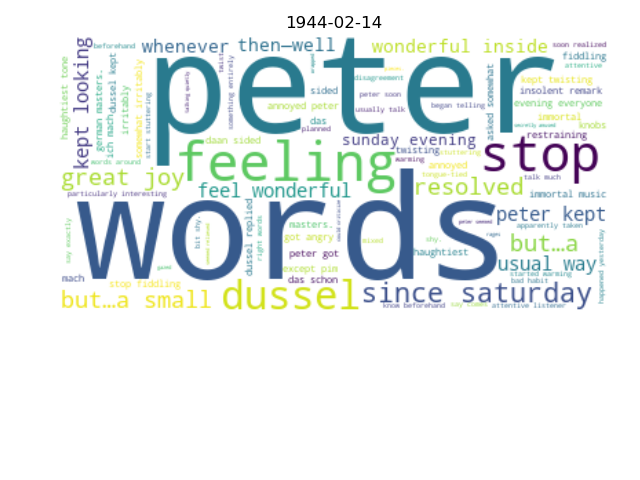 1944-02-14
beforehand
whenever
then—well
wonderful inside
soon realized
fiddling
attentive
haughtiest tone
kept looking
german masters.
ich mach
dussel kept
irritably
somewhat irritably
start stuttering
peter
something entirely
disagreement
kept twisting
insolent remark
annoyed peter
sided
usually talk
began telling
evening everyone
immortal
knobs
das
planned
asked somewhat
restraining
words around
daan sided
sunday evening
twisting
warming
stuttering
annoyed
tongue-tied
stop
feeling
great joy
talk much
particularly interesting
feel wonderful
resolved
immortal music
words
peter kept
apparently taken
say exactly
bit shy.
dussel replied
right words
masters.
got angry
peter got
except pim
das schon
shy.
haughtiest
but…a
usual way
happened yesterday
mach
stop fiddling
started warming
bad habit
but…a small
dussel
since saturday
know beforehand
attentive listener